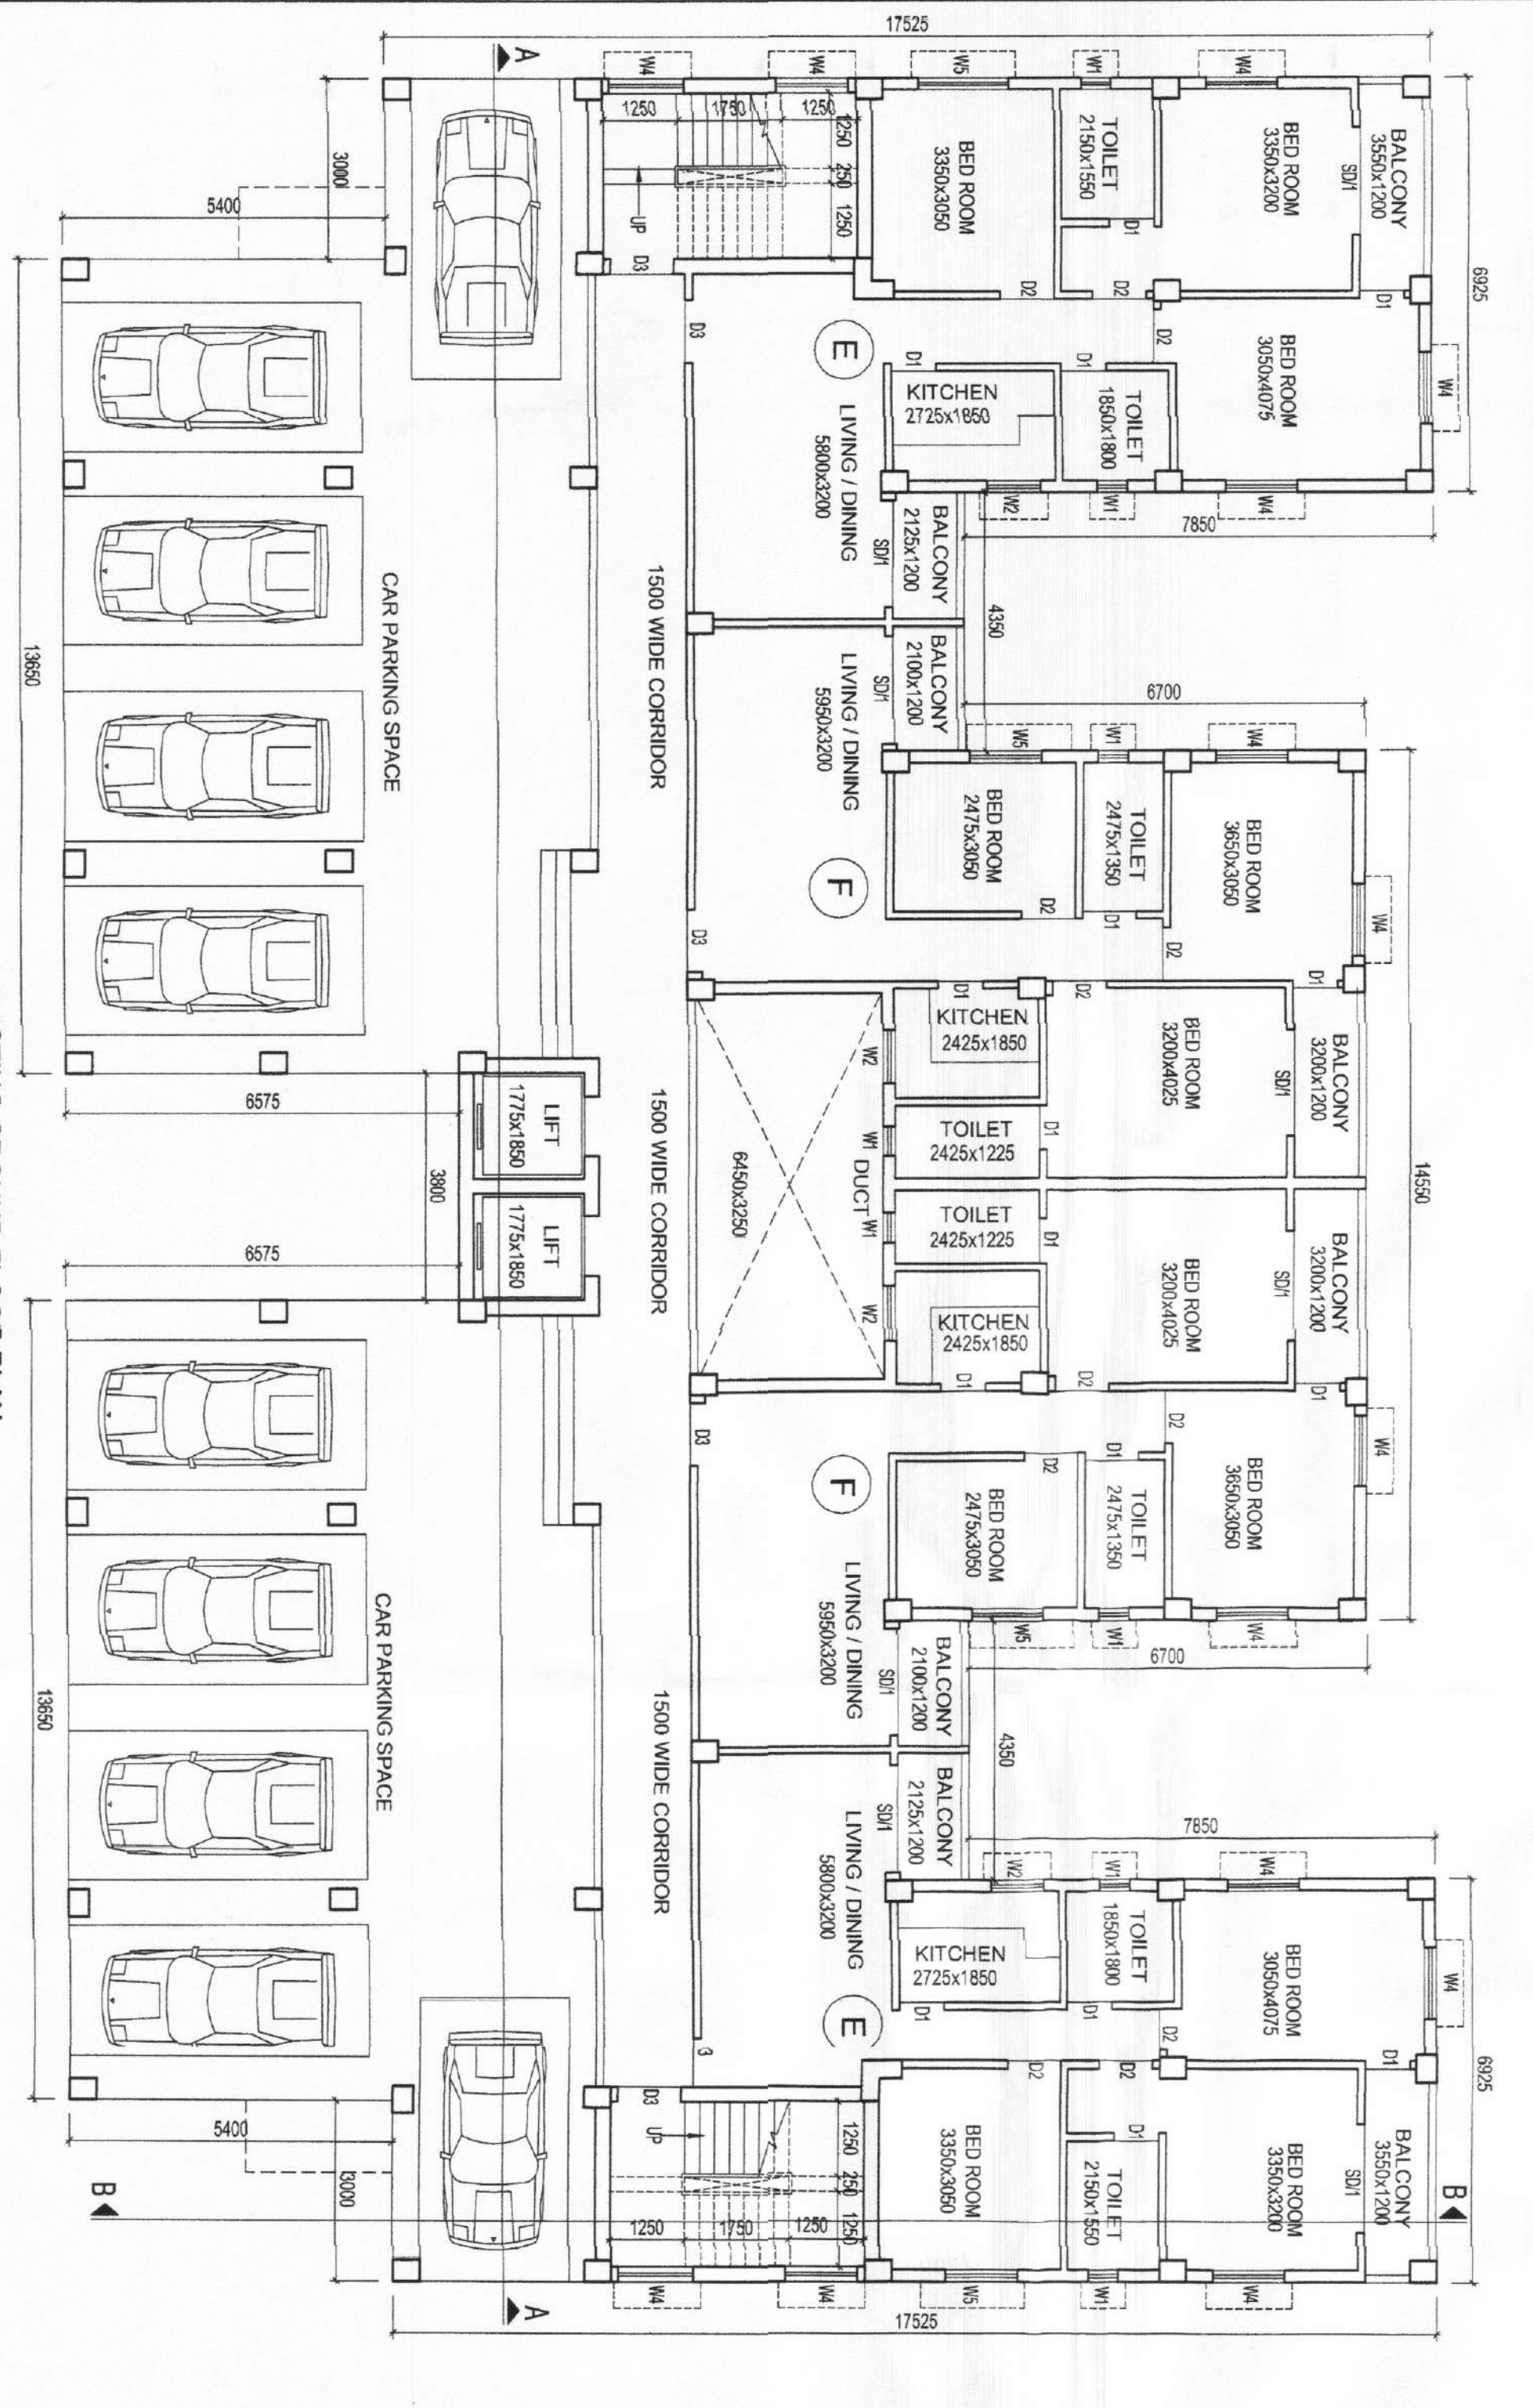 17525
A
W4
W4
W5
W1
W4
1250
1750
1250
1250
250
1250
UP
D3
3000
5400
BED ROOM
3350x3050
TOILET
2150x1550
D1
BED ROOM
3350x3200
SD/1
BALCONY
3550x1200
6925
D2
D2
D1
D3
E
D1
KITCHEN
2725x1850
D1
TOILET
1850x1800
D2
BED ROOM
3050x4075
W4
LIVING / DINING
5800x3200
W2
W1
W4
7850
SD/1
BALCONY
2125x1200
4350
CAR PARKING SPACE
1500 WIDE CORRIDOR
13650
LIVING / DINING
5950x3200
SD/1
BALCONY
2100x1200
6700
W5
W1
W4
BED ROOM
2475x3050
TOILET
2475x1350
BED ROOM
3650x3050
W4
F
D2
D1
D2
D3
D1
14550
D1
KITCHEN
2425x1850
D2
BED ROOM
3200x4025
SD/1
BALCONY
3200x1200
W2
W1
TOILET
2425x1225
D1
6575
LIFT
1775x1850
1500 WIDE CORRIDOR
6450x3250
DUCT
3800
LIFT
1775x1850
6575
W1
TOILET
2425x1225
D1
W2
KITCHEN
2425x1850
BED ROOM
3200x4025
SD/1
BALCONY
3200x1200
D1
D2
D1
D3
D2
W4
F
D2
D1
BED ROOM
2475x3050
TOILET
2475x1350
BED ROOM
3650x3050
W5
W1
W4
6700
LIVING / DINING
5950x3200
SD/1
BALCONY
2100x1200
4350
CAR PARKING SPACE
1500 WIDE CORRIDOR
13650
LIVING / DINING
5800x3200
SD/1
BALCONY
2125x1200
7850
W2
W1
W4
KITCHEN
2725x1850
TOILET
1850x1800
BED ROOM
3050x4075
W4
E
D1
D1
D2
D1
3
D2
D2
6925
D3
UP
5400
3000
1250
250
1250
1250
1750
1250
BED ROOM
3350x3050
D1
TOILET
2150x1550
BED ROOM
3350x3200
SD/1
BALCONY
3550x1200
B
B
W4
W4
W5
W1
W4
A
17525